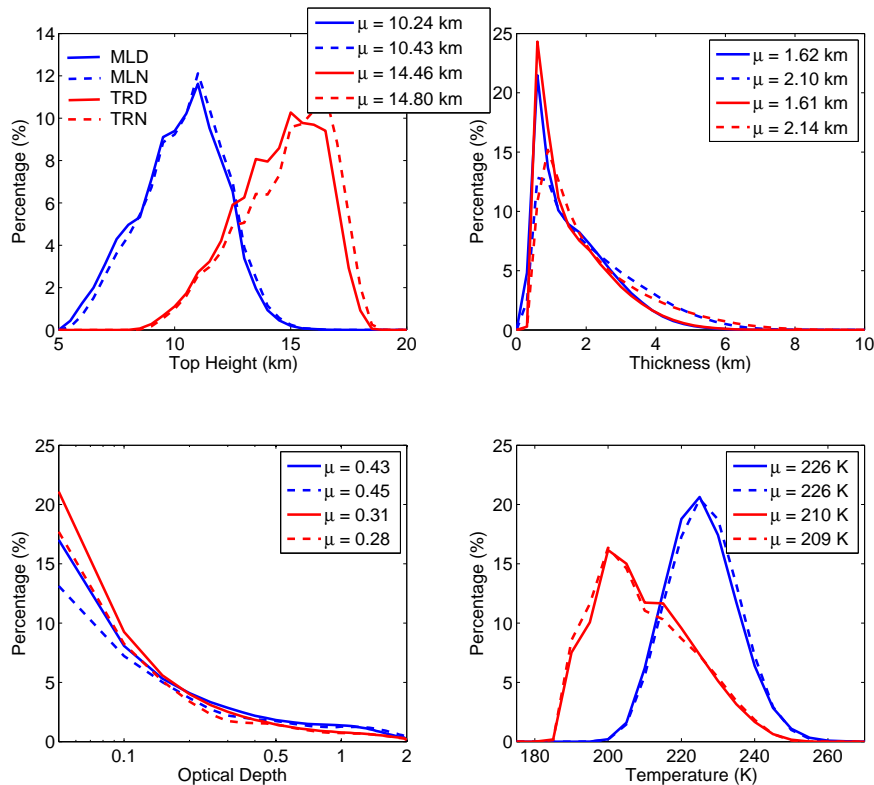 14
12
10
8
6
4
2
0
Percentage (%)
MLD
MLN
TRD
TRN
μ = 10.24 km
μ = 10.43 km
μ = 14.46 km
μ = 14.80 km
5 10 15 20
Top Height (km)
25
20
15
10
5
0
Percentage (%)
μ = 1.62 km
μ = 2.10 km
μ = 1.61 km
μ = 2.14 km
0 2 4 6 8 10
Thickness (km)
25
20
15
10
5
0
Percentage (%)
μ = 0.43
μ = 0.45
μ = 0.31
μ = 0.28
0.1 0.5 1 2
Optical Depth
25
20
15
10
5
0
Percentage (%)
μ = 226 K
μ = 226 K
μ = 210 K
μ = 209 K
180 200 220 240 260
Temperature (K)